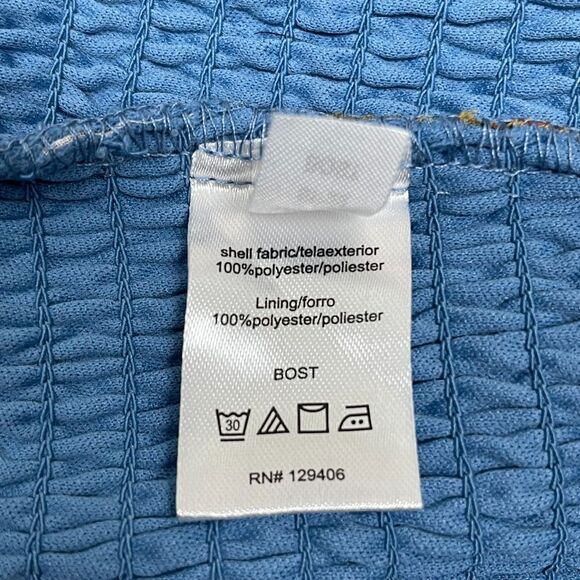 shell fabric/telaexterior
100%polyester/poliester
Lining/forro
100%polyester/poliester
BOST
30
RN# 129406